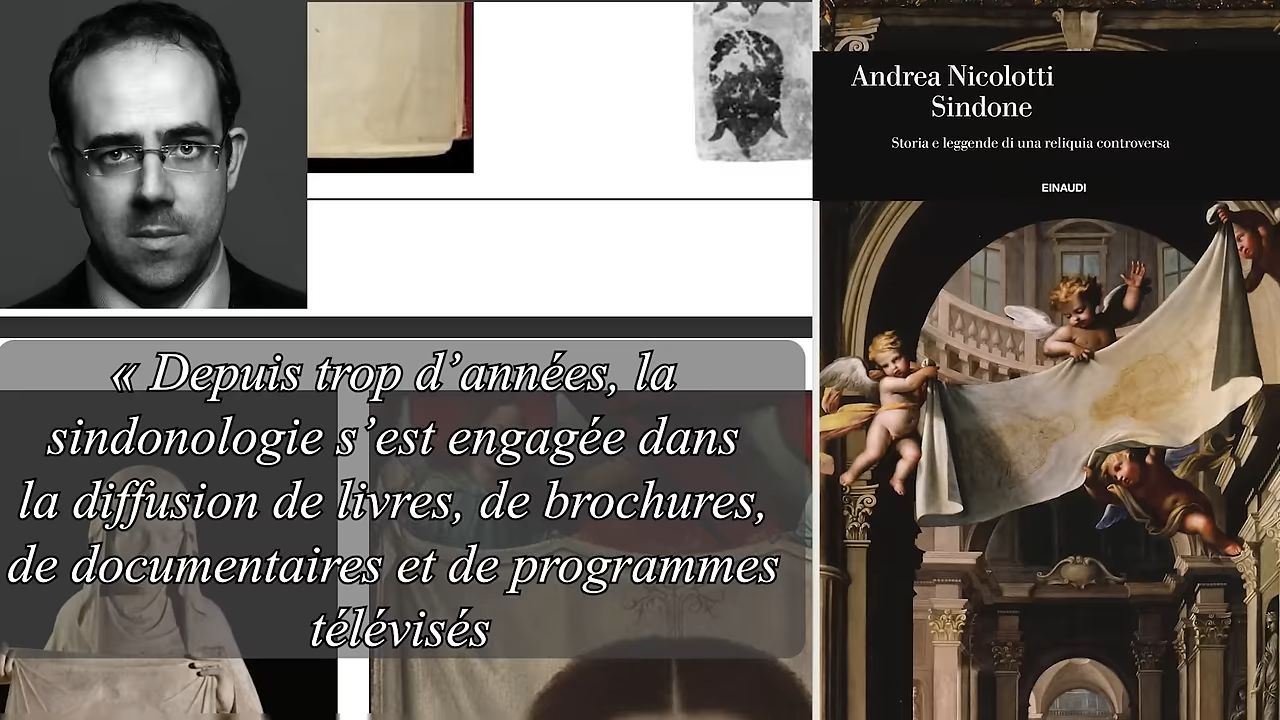 Andrea Nicolotti
Sindone
Storia e leggende di una reliquia controversa
EINAUDI
« Depuis trop d’années, la
sindonologie s’est engagée dans
la diffusion de livres, de brochures,
de documentaires et de programmes
télévisés